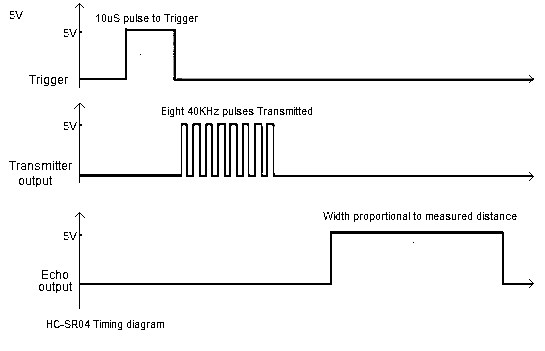 5V
10uS pulse to Trigger
5V
Trigger
Eight 40KHz pulses Transmitted
5V
Transmitter
output
Width proportional to measured distance
5V
Echo
output
HC-SR04 Timing diagram